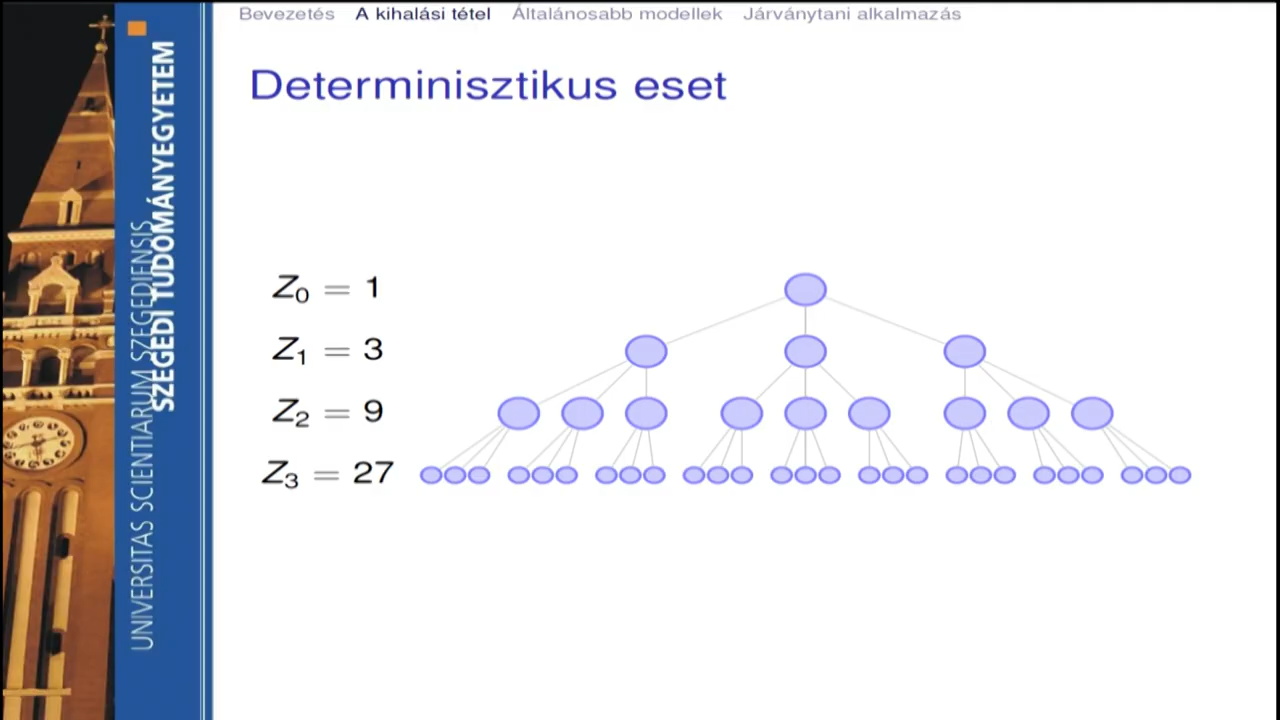 Bevezetés A kihalási tétel Általánosabb modellek Járványtani alkalmazás
Determinisztikus eset
Z0 = 1
Z1 = 3
Z2 = 9
Z3 = 27
UNIVERSITAS SCIENTIARUM SZEGEDIENSIS
SZEGEDI TUDOMÁNYEGYETEM